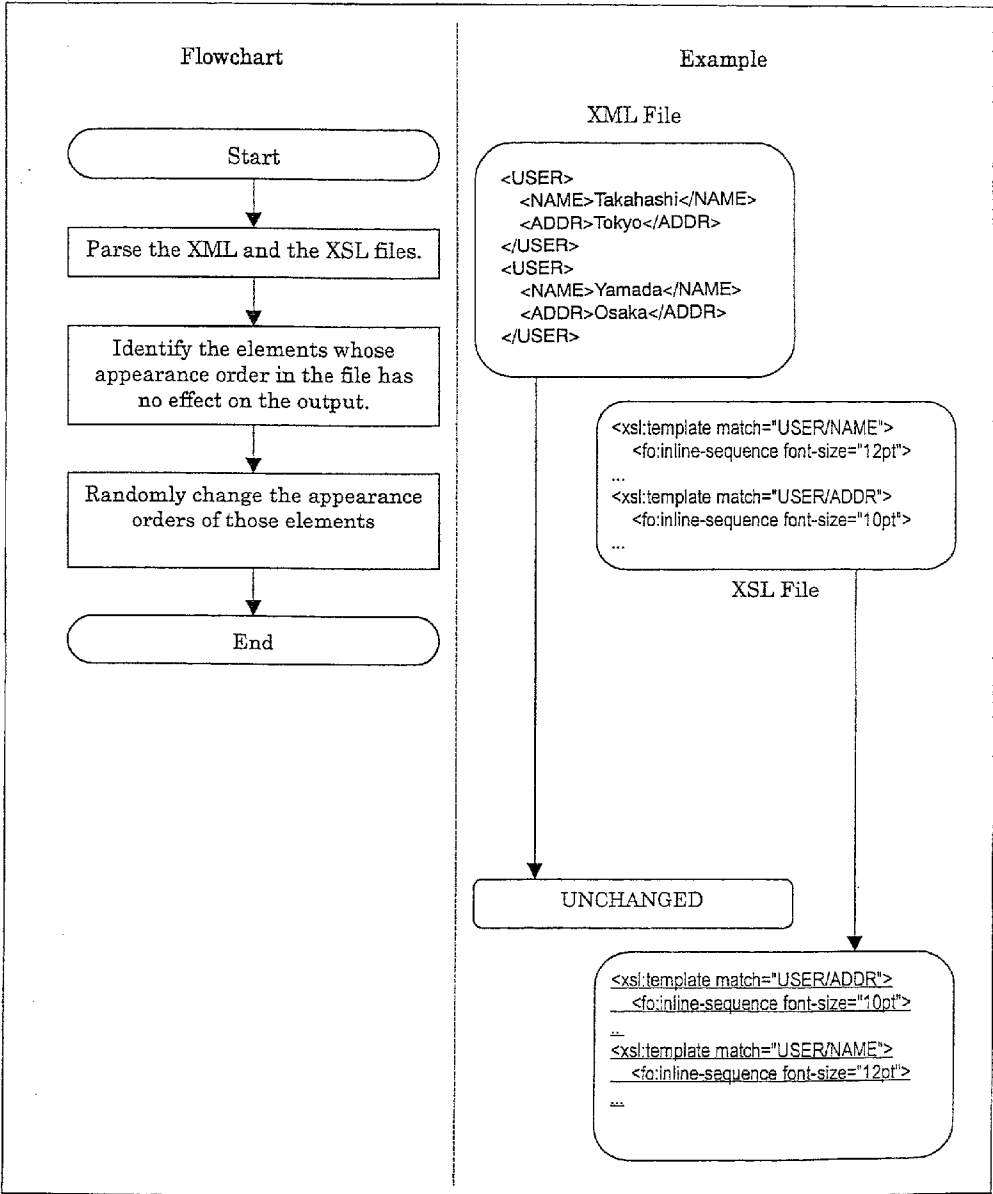 Flowchart
Start
Parse the XML and the XSL files.
Identify the elements whose
appearance order in the file has
no effect on the output.
Randomly change the appearance
orders of those elements
End
Example
XML File
<USER>
<NAME>Takahashi</NAME>
<ADDR>Tokyo</ADDR>
</USER>
<USER>
<NAME>Yamada</NAME>
<ADDR>Osaka</ADDR>
</USER>
<xsl:template match="USER/NAME">
<fo:inline-sequence font-size="12pt">
...
<xsl:template match="USER/ADDR">
<fo:inline-sequence font-size="10pt">
...
XSL File
UNCHANGED
<xsl:template match="USER/ADDR">
<fo:inline-sequence font-size="10pt">
..
<xsl:template match="USER/NAME">
<fo:inline-sequence font-size="12pt">
...